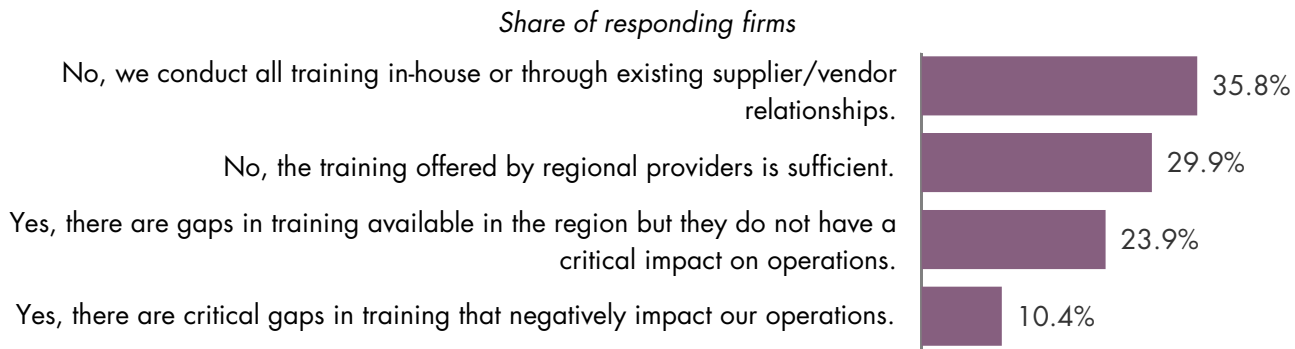 Share of responding firms
No, we conduct all training in-house or through existing supplier/vendor
relationships.
35.8%
No, the training offered by regional providers is sufficient.
29.9%
Yes, there are gaps in training available in the region but they do not have a
critical impact on operations.
23.9%
Yes, there are critical gaps in training that negatively impact our operations.
10.4%